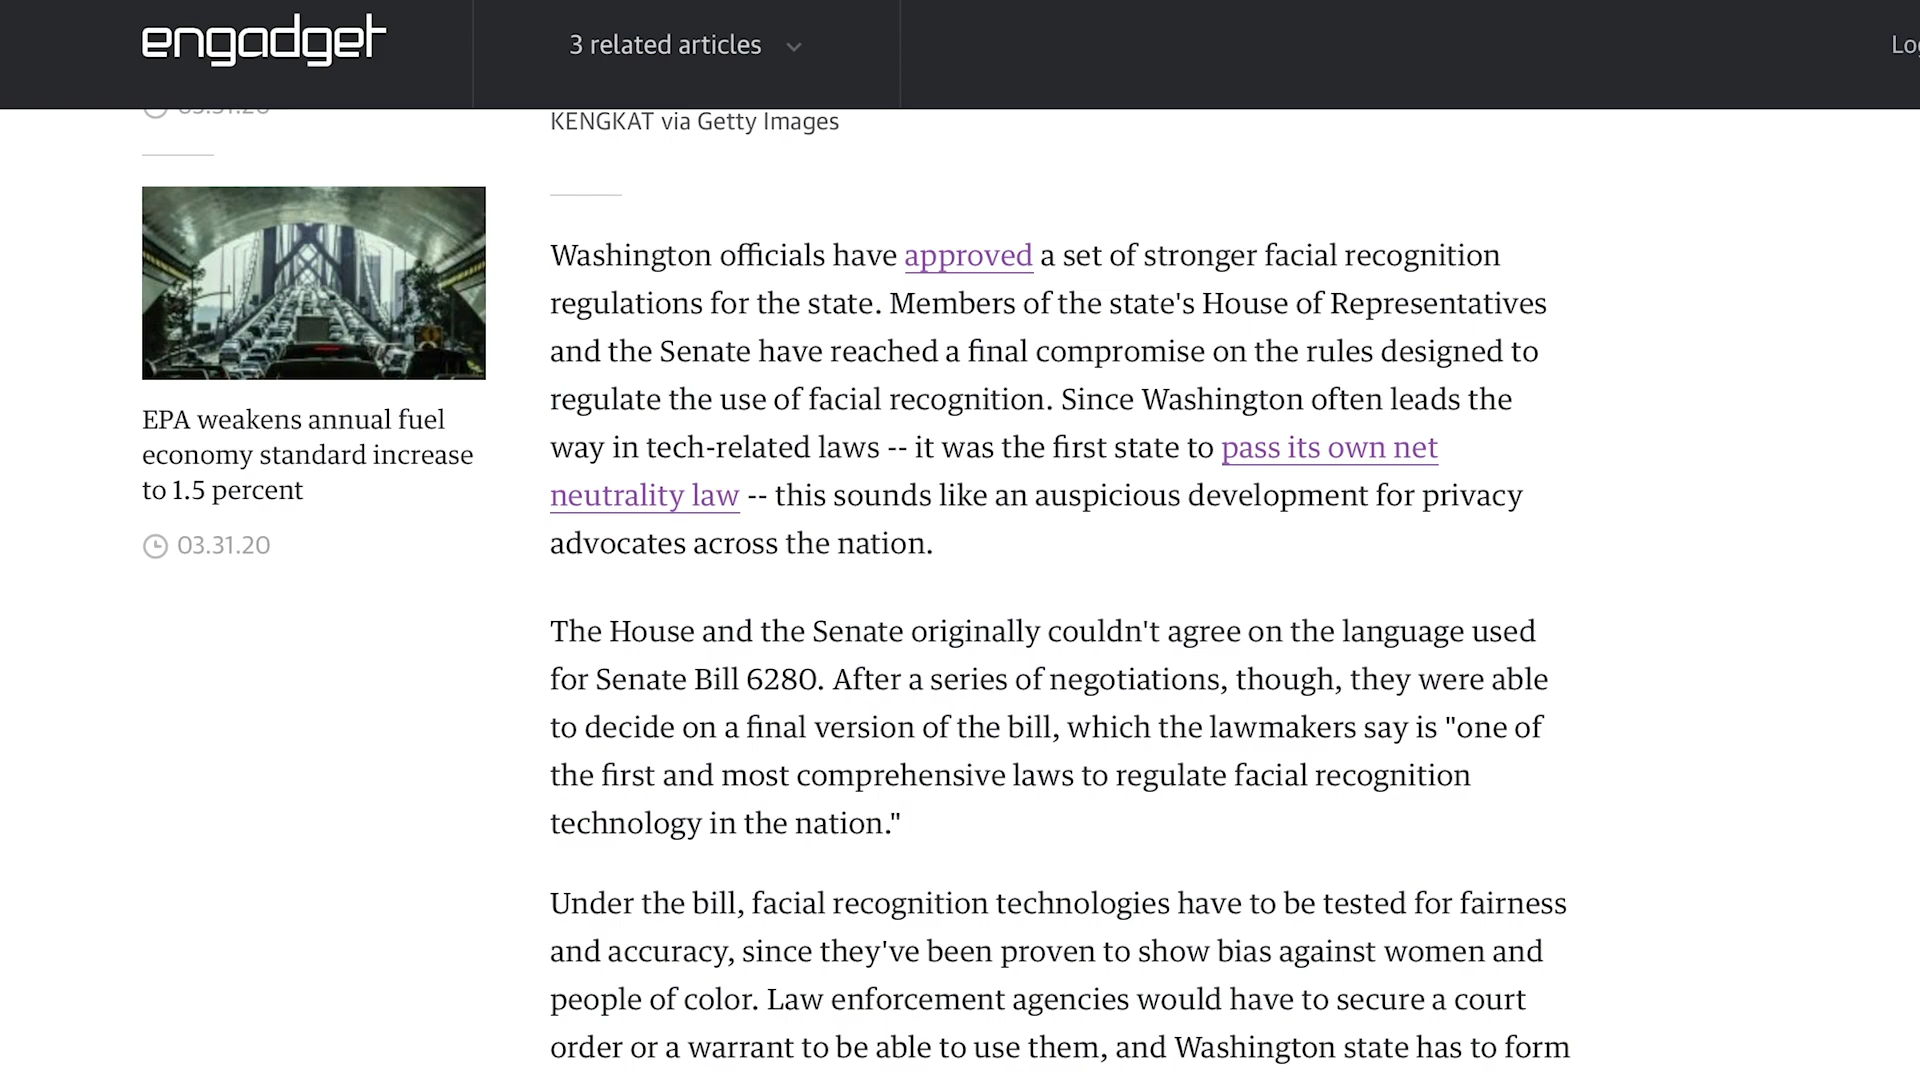 engadget
3 related articles
KENGKAT via Getty Images
EPA weakens annual fuel
economy standard increase
to 1.5 percent
03.31.20
Washington officials have approved a set of stronger facial recognition
regulations for the state. Members of the state's House of Representatives
and the Senate have reached a final compromise on the rules designed to
regulate the use of facial recognition. Since Washington often leads the
way in tech-related laws -- it was the first state to pass its own net
neutrality law -- this sounds like an auspicious development for privacy
advocates across the nation.
The House and the Senate originally couldn't agree on the language used
for Senate Bill 6280. After a series of negotiations, though, they were able
to decide on a final version of the bill, which the lawmakers say is "one of
the first and most comprehensive laws to regulate facial recognition
technology in the nation."
Under the bill, facial recognition technologies have to be tested for fairness
and accuracy, since they've been proven to show bias against women and
people of color. Law enforcement agencies would have to secure a court
order or a warrant to be able to use them, and Washington state has to form